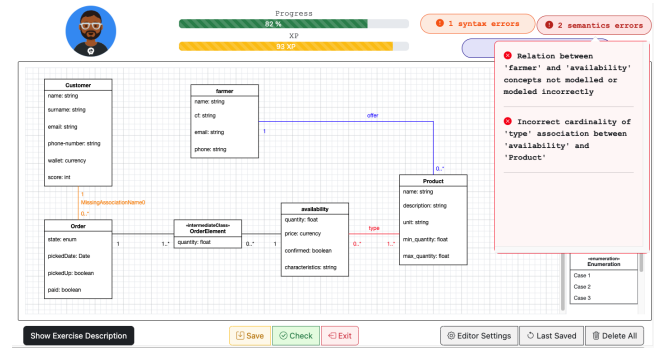 Progress
82 %
XP
93 XP
1 syntax errors
2 semantics errors
Relation between
'farmer' and 'availability'
concepts not modelled or
modeled incorrectly
Incorrect cardinality of
'type' association between
'availability' and
'Product'
Customer
name: string
surname: string
email: string
phone-number: string
wallet: currency
score: int
farmer
name: string
cf: string
email: string
phone: string
offer
1
0..*
1
MissingAssociationName0
0..*
Order
state: enum
pickedDate: Date
pickedUp: boolean
paid: boolean
1
1..*
«intermediateClass»
OrderElement
quantity: float
0..*
1
availability
quantity: float
price: currency
confirmed: boolean
characteristics: string
type
0..*
1..*
Product
name: string
description: string
unit: string
min_quantity: float
max_quantity: float
«enumeration»
Enumeration
Case 1
Case 2
Case 3
Show Exercise Description
Save
Check
Exit
Editor Settings
Last Saved
Delete All